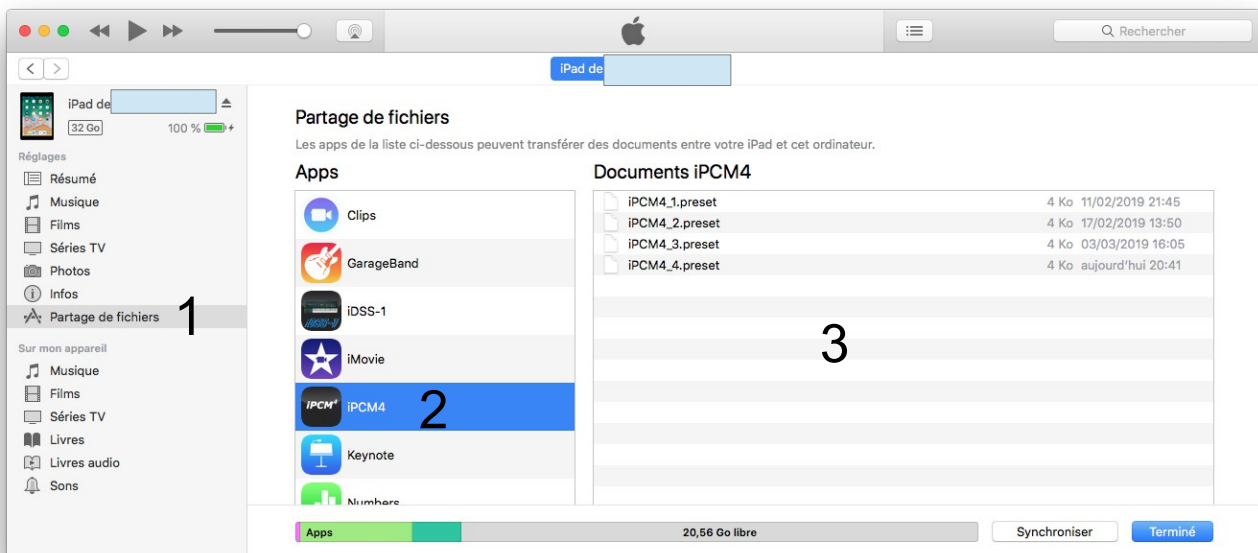 Rechercher
iPad de
iPad de
32 Go
100 %
Réglages
Résumé
Musique
Films
Séries TV
Photos
Infos
Partage de fichiers
1
Sur mon appareil
Musique
Films
Séries TV
Livres
Livres audio
Sons
Partage de fichiers
Les apps de la liste ci-dessous peuvent transférer des documents entre votre iPad et cet ordinateur.
Apps
Clips
GarageBand
iDSS-1
iMovie
iPCM4 iPCM4
2
Keynote
Numbers
Documents iPCM4
iPCM4_1.preset 4 Ko 11/02/2019 21:45
iPCM4_2.preset 4 Ko 17/02/2019 13:50
iPCM4_3.preset 4 Ko 03/03/2019 16:05
iPCM4_4.preset 4 Ko aujourd'hui 20:41
3
Apps
20,56 Go libre
Synchroniser
Terminé